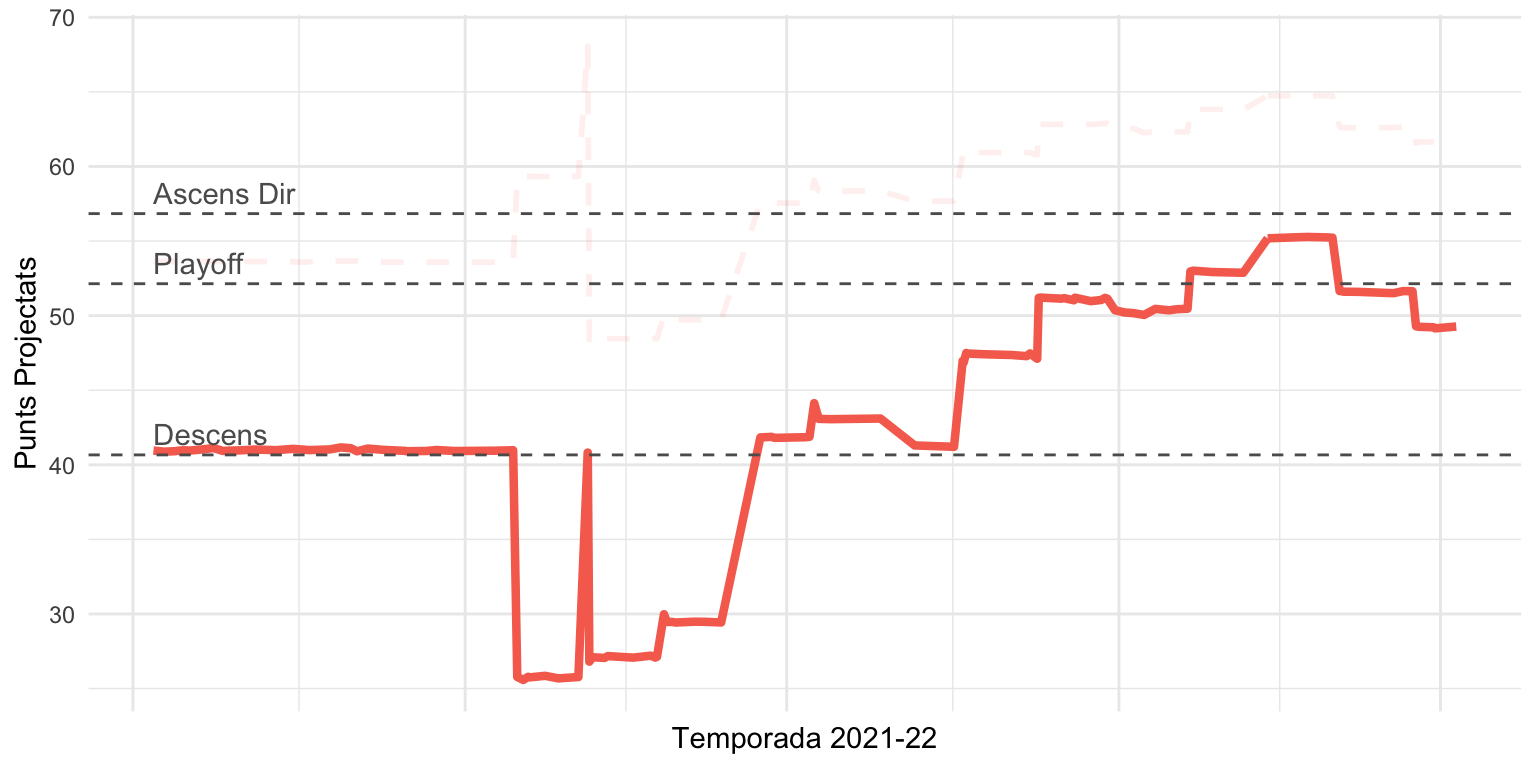 70
60
50
40
30
Punts Projectats
Ascens Dir
Playoff
Descens
Temporada 2021-22